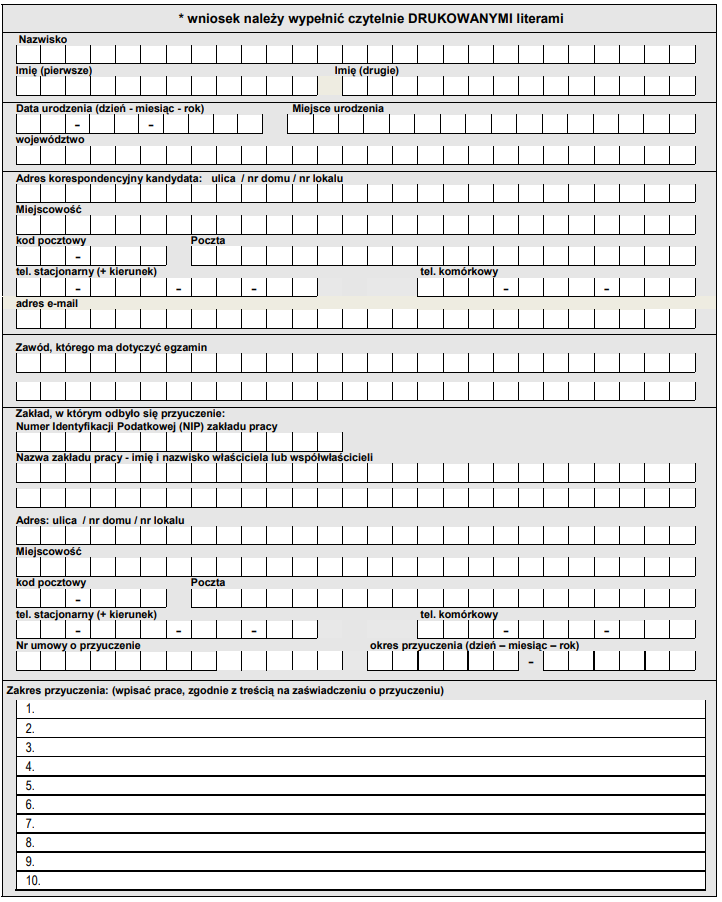 * wniosek należy wypełnić czytelnie DRUKOWANYMI literami
Nazwisko
Imię (pierwsze) Imię (drugie)
Data urodzenia (dzień - miesiąc - rok) Miejsce urodzenia
- -
województwo
Adres korespondencyjny kandydata: ulica / nr domu / nr lokalu
Miejscowość
kod pocztowy Poczta
-
tel. stacjonarny (+ kierunek) tel. komórkowy
- - - - -
adres e-mail
Zawód, którego ma dotyczyć egzamin
Zakład, w którym odbyło się przyuczenie:
Numer Identyfikacji Podatkowej (NIP) zakładu pracy
Nazwa zakładu pracy - imię i nazwisko właściciela lub współwłaścicieli
Adres: ulica / nr domu / nr lokalu
Miejscowość
kod pocztowy Poczta
-
tel. stacjonarny (+ kierunek) tel. komórkowy
- - - - -
Nr umowy o przyuczenie okres przyuczenia (dzień – miesiąc – rok)
-
Zakres przyuczenia: (wpisać prace, zgodnie z treścią na zaświadczeniu o przyuczeniu)
1.
2.
3.
4.
5.
6.
7.
8.
9.
10.